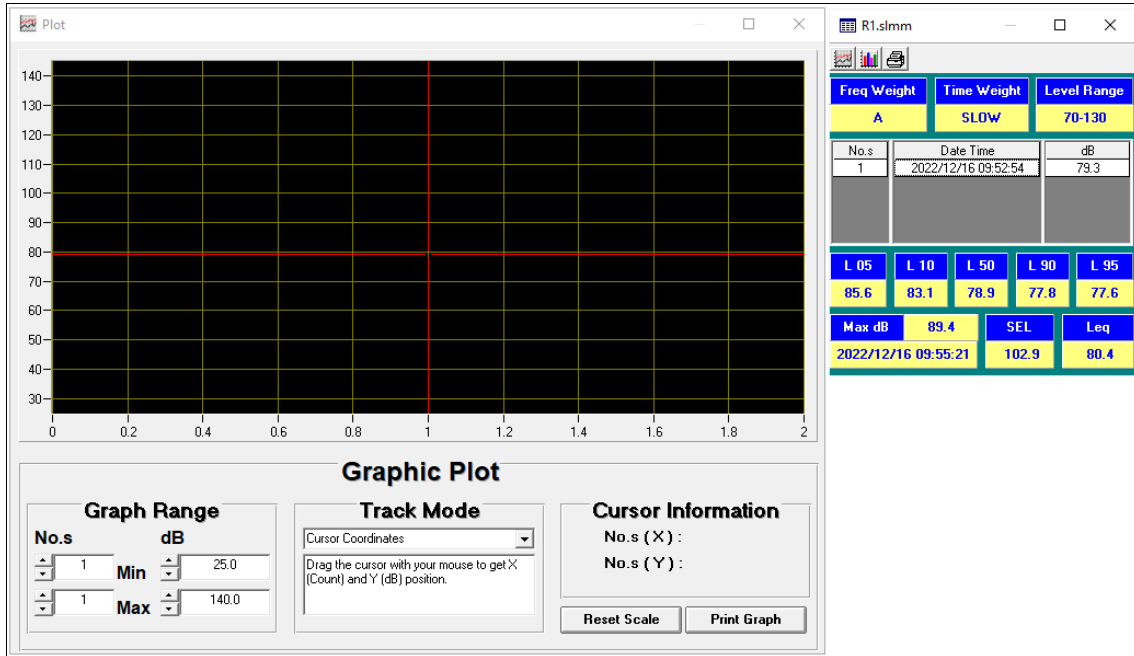 Plot
140
130
120
110
100
90
80
70
60
50
40
30
0 0.2 0.4 0.6 0.8 1 1.2 1.4 1.6 1.8 2
Graphic Plot
Graph Range
No.s dB
1 Min 25.0
1 Max 140.0
Track Mode
Cursor Coordinates
Drag the cursor with your mouse to get X
(Count) and Y (dB) position.
Cursor Information
No.s ( X ) :
No.s ( Y ) :
Reset Scale Print Graph
R1.slmm
Freq Weight Time Weight Level Range
A SLOW 70-130
No.s Date Time dB
1 2022/12/16 09:52:54 79.3
L 05 L 10 L 50 L 90 L 95
85.6 83.1 78.9 77.8 77.6
Max dB 89.4 SEL Leq
2022/12/16 09:55:21 102.9 80.4